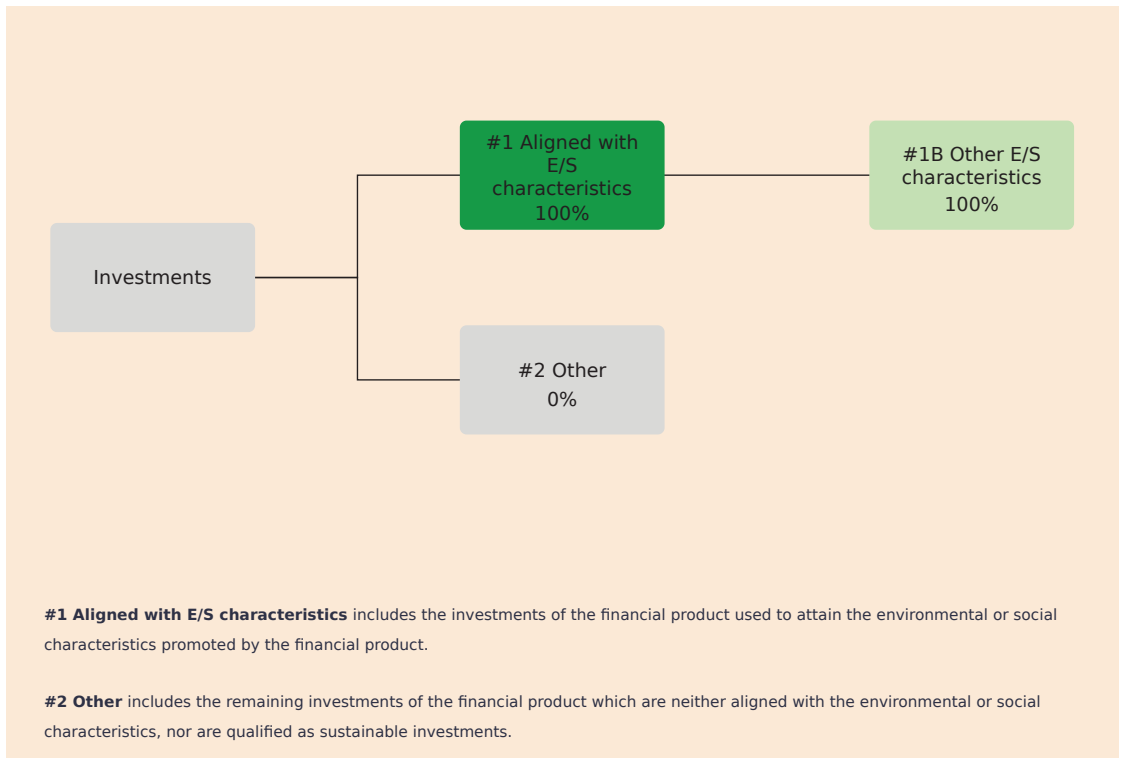 #1 Aligned with
E/S
characteristics
100%
#1B Other E/S
characteristics
100%
Investments
#2 Other
0%
#1 Aligned with E/S characteristics includes the investments of the financial product used to attain the environmental or social
characteristics promoted by the financial product.
#2 Other includes the remaining investments of the financial product which are neither aligned with the environmental or social
characteristics, nor are qualified as sustainable investments.